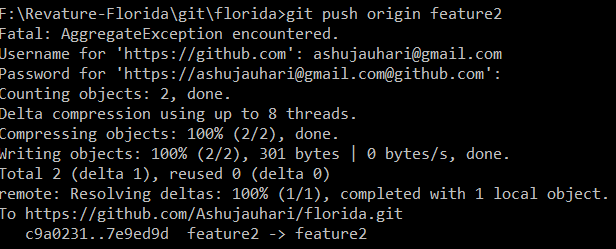 F:\Revature-Florida\git\florida>git push origin feature2
Fatal: AggregateException encountered.
Username for 'https://github.com': ashujauhari@gmail.com
Password for 'https://ashujauhari@gmail.com@github.com':
Counting objects: 2, done.
Delta compression using up to 8 threads.
Compressing objects: 100% (2/2), done.
Writing objects: 100% (2/2), 301 bytes | 0 bytes/s, done.
Total 2 (delta 1), reused 0 (delta 0)
remote: Resolving deltas: 100% (1/1), completed with 1 local object.
To https://github.com/Ashujauhari/florida.git
   c9a0231..7e9ed9d  feature2 -> feature2